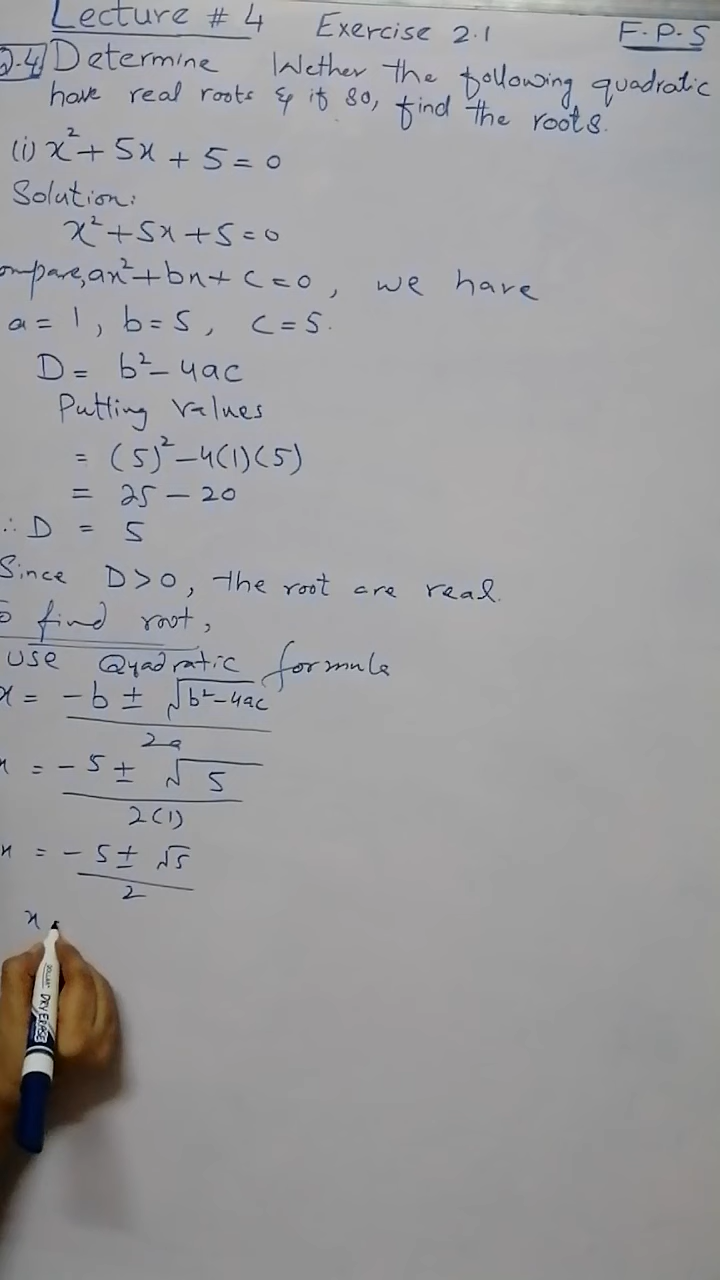 Lecture # 4 Exercise 2.1 F.P.S
Q.4 Determine Wether the following quadratic
have real roots & if so, find the roots.
(i) x² + 5x + 5 = 0
Solution:
x² + 5x + 5 = 0
ompare, ax² + bx + c = 0, we have
a = 1, b = 5, c = 5.
D = b² - 4ac
Putting Values
= (5)² - 4(1)(5)
= 25 - 20
∴ D = 5
Since D > 0, the root are real.
o find root,
use Quadratic formula
x = -b ± √b² - 4ac
2a
x = -5 ± √5
2(1)
x = -5 ± √5
2
x
DOLLAR DRY ERASE